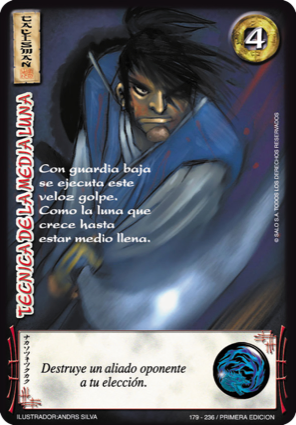 TALISMAN
4
TECNICA DE LA MEDIA LUNA
Con guardia baja
se ejecuta este
veloz golpe.
Como la luna que
crece hasta
estar medio llena.
© SALO S.A. TODOS LOS DERECHOS RESERVADOS
Destruye un aliado oponente
a tu elección.
ILUSTRADOR:ANDRS SILVA
179 - 236 / PRIMERA EDICION